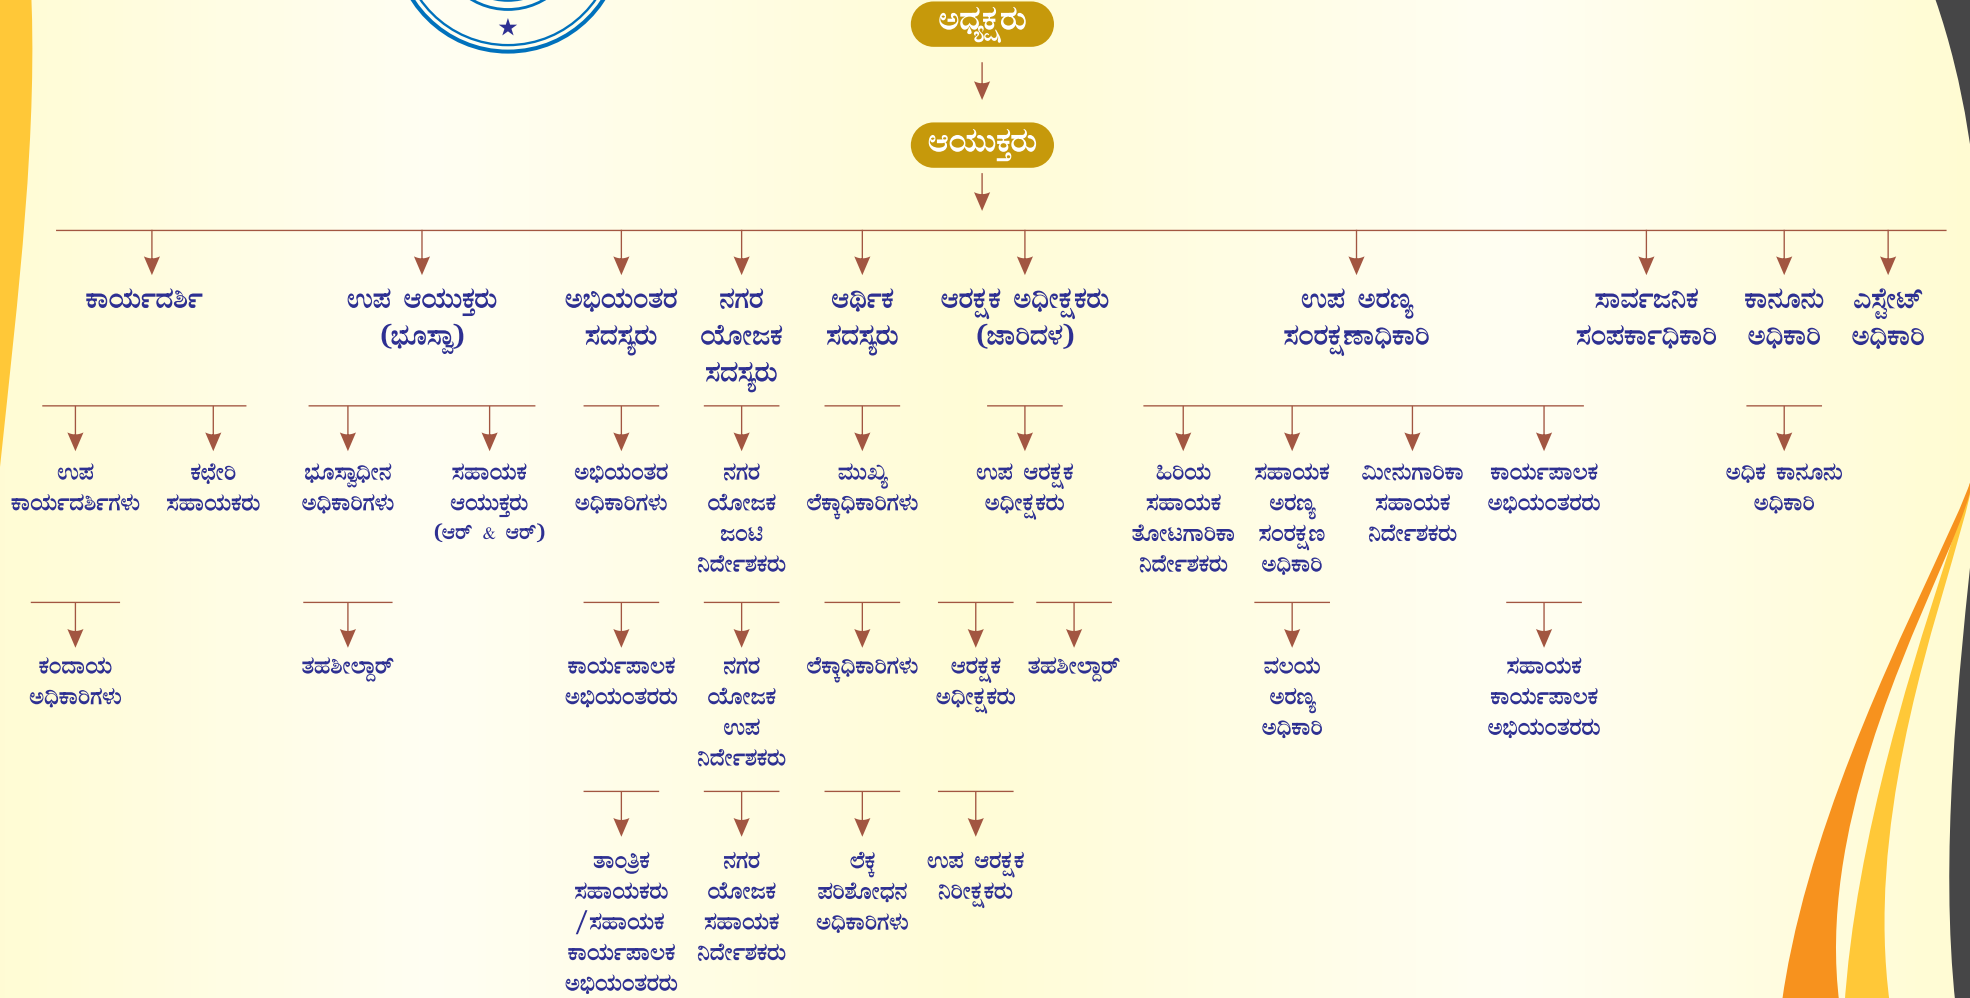 ಅಧ್ಯಕ್ಷರು
ಆಯುಕ್ತರು
ಕಾರ್ಯದರ್ಶಿ
ಉಪ ಆಯುಕ್ತರು
(ಭೂಸ್ವಾ)
ಅಭಿಯಂತರ
ಸದಸ್ಯರು
ನಗರ
ಯೋಜಕ
ಸದಸ್ಯರು
ಆರ್ಥಿಕ
ಸದಸ್ಯರು
ಆರಕ್ಷಕ ಅಧೀಕ್ಷಕರು
(ಜಾರಿದಳ)
ಉಪ ಅರಣ್ಯ
ಸಂರಕ್ಷಣಾಧಿಕಾರಿ
ಸಾರ್ವಜನಿಕ
ಸಂಪರ್ಕಾಧಿಕಾರಿ
ಕಾನೂನು
ಅಧಿಕಾರಿ
ಎಸ್ಟೇಟ್
ಅಧಿಕಾರಿ
ಉಪ
ಕಾರ್ಯದರ್ಶಿಗಳು
ಕಛೇರಿ
ಸಹಾಯಕರು
ಭೂಸ್ವಾಧೀನ
ಅಧಿಕಾರಿಗಳು
ಸಹಾಯಕ
ಆಯುಕ್ತರು
(ಆರ್ & ಆರ್)
ಅಭಿಯಂತರ
ಅಧಿಕಾರಿಗಳು
ನಗರ
ಯೋಜಕ
ಜಂಟಿ
ನಿರ್ದೇಶಕರು
ಮುಖ್ಯ
ಲೆಕ್ಕಾಧಿಕಾರಿಗಳು
ಉಪ ಆರಕ್ಷಕ
ಅಧೀಕ್ಷಕರು
ಹಿರಿಯ
ಸಹಾಯಕ
ತೋಟಗಾರಿಕಾ
ನಿರ್ದೇಶಕರು
ಸಹಾಯಕ
ಅರಣ್ಯ
ಸಂರಕ್ಷಣ
ಅಧಿಕಾರಿ
ಮೀನುಗಾರಿಕಾ
ಸಹಾಯಕ
ನಿರ್ದೇಶಕರು
ಕಾರ್ಯಪಾಲಕ
ಅಭಿಯಂತರರು
ಅಧಿಕ ಕಾನೂನು
ಅಧಿಕಾರಿ
ಕಂದಾಯ
ಅಧಿಕಾರಿಗಳು
ತಹಶೀಲ್ದಾರ್
ಕಾರ್ಯಪಾಲಕ
ಅಭಿಯಂತರರು
ನಗರ
ಯೋಜಕ
ಉಪ
ನಿರ್ದೇಶಕರು
ಲೆಕ್ಕಾಧಿಕಾರಿಗಳು
ಆರಕ್ಷಕ
ಅಧೀಕ್ಷಕರು
ತಹಶೀಲ್ದಾರ್
ವಲಯ
ಅರಣ್ಯ
ಅಧಿಕಾರಿ
ಸಹಾಯಕ
ಕಾರ್ಯಪಾಲಕ
ಅಭಿಯಂತರರು
ತಾಂತ್ರಿಕ
ಸಹಾಯಕರು
/ಸಹಾಯಕ
ಕಾರ್ಯಪಾಲಕ
ಅಭಿಯಂತರರು
ನಗರ
ಯೋಜಕ
ಸಹಾಯಕ
ನಿರ್ದೇಶಕರು
ಲೆಕ್ಕ
ಪರಿಶೋಧನ
ಅಧಿಕಾರಿಗಳು
ಉಪ ಆರಕ್ಷಕ
ನಿರೀಕ್ಷಕರು